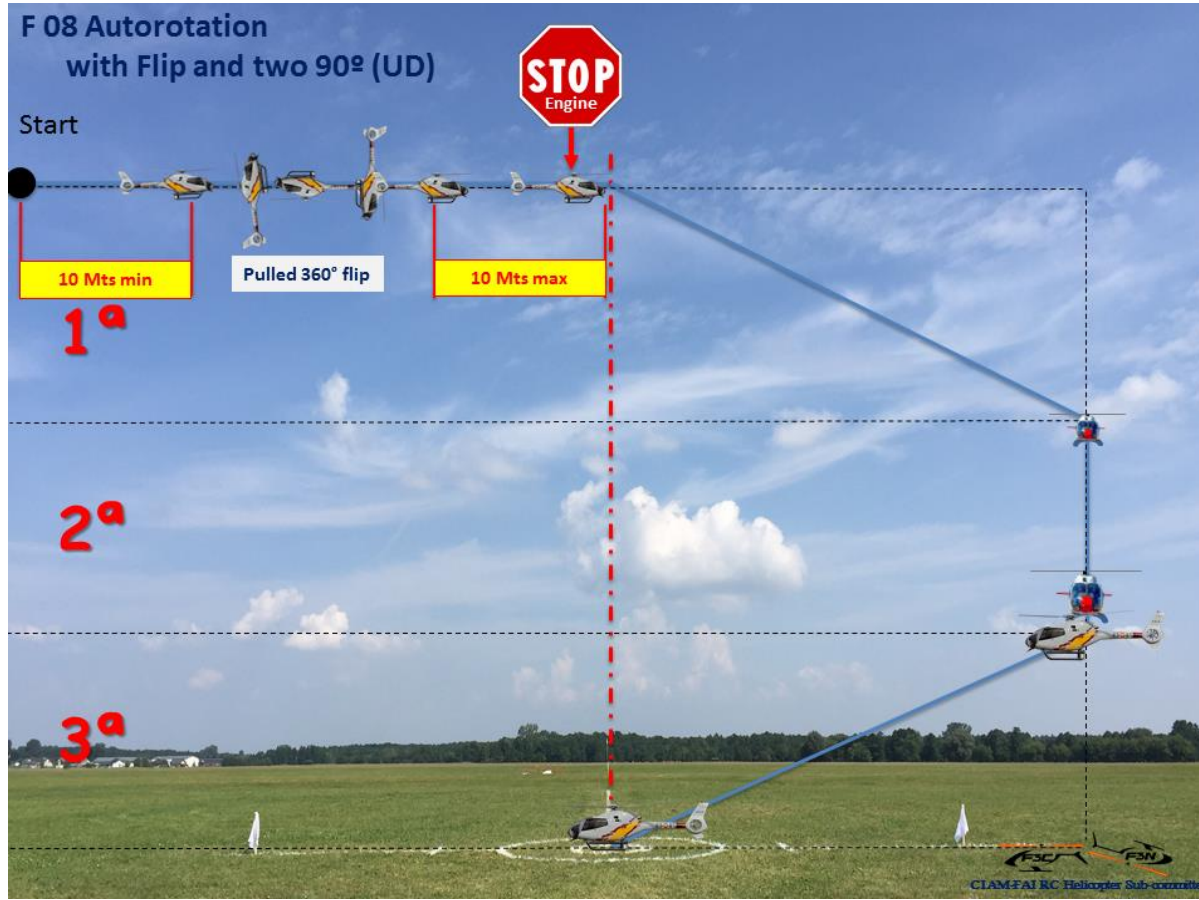 F 08 Autorotation
with Flip and two 90º (UD)
Start
STOP
Engine
10 Mts min
Pulled 360° flip
10 Mts max
1ª
2ª
3ª
F3C
F3N
CIAM-FAI RC Helicopter Sub-committe